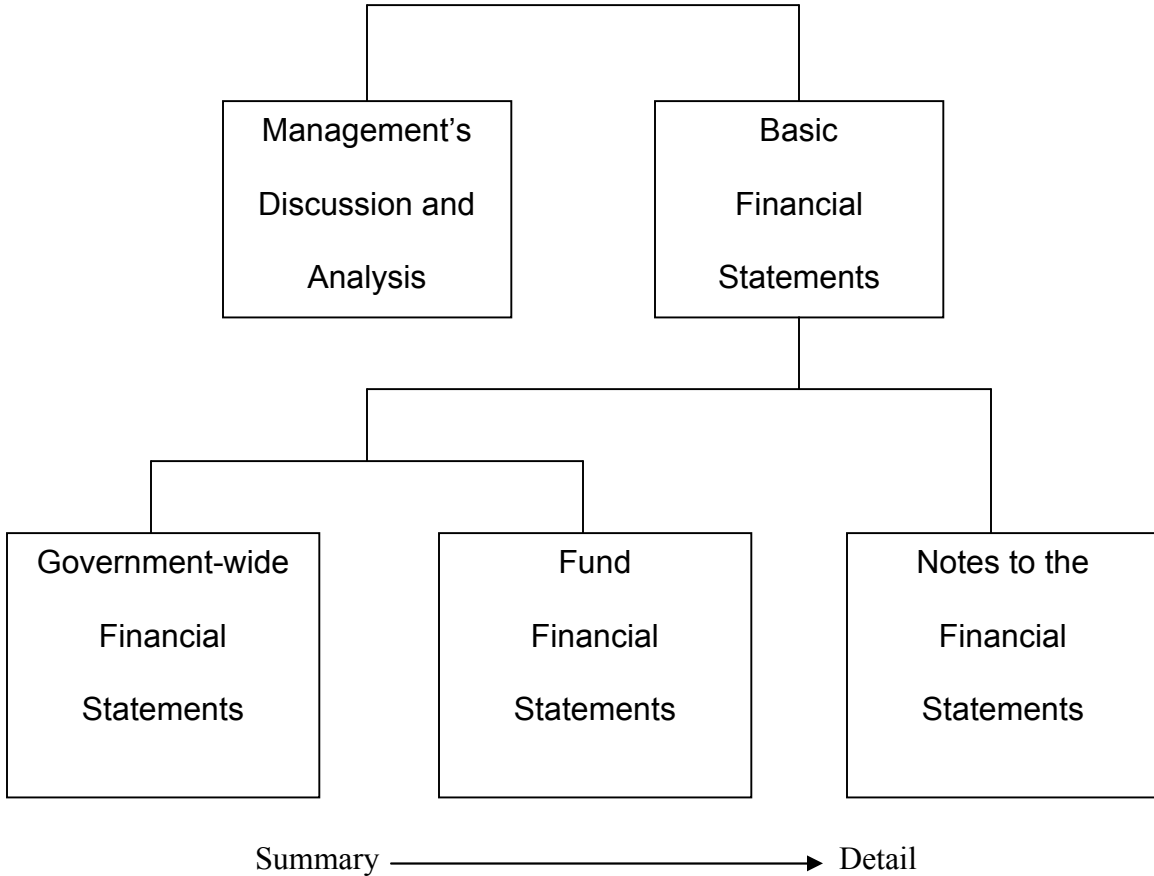 Management’s
Discussion and
Analysis
Basic
Financial
Statements
Government-wide
Financial
Statements
Fund
Financial
Statements
Notes to the
Financial
Statements
Summary
Detail